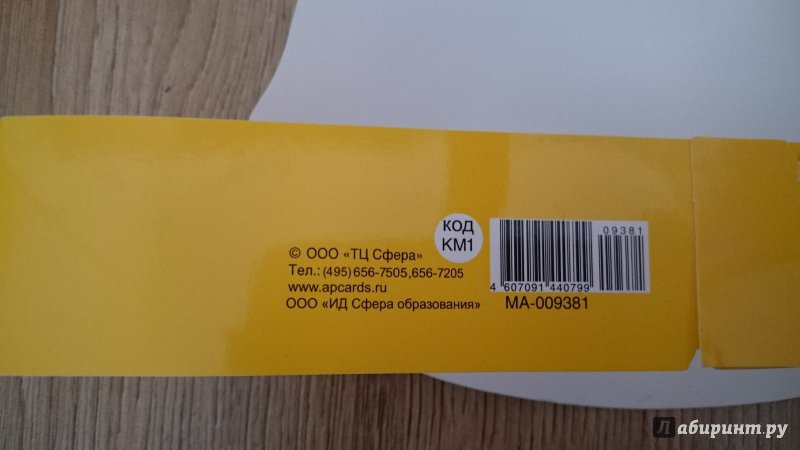 © ООО «ТЦ Сфера»
Тел.: (495) 656-7505, 656-7205
www.apcards.ru
ООО «ИД Сфера образования»
КОД
КМ1
09381
4 607091 440799
МА-009381
Лабиринт.ру